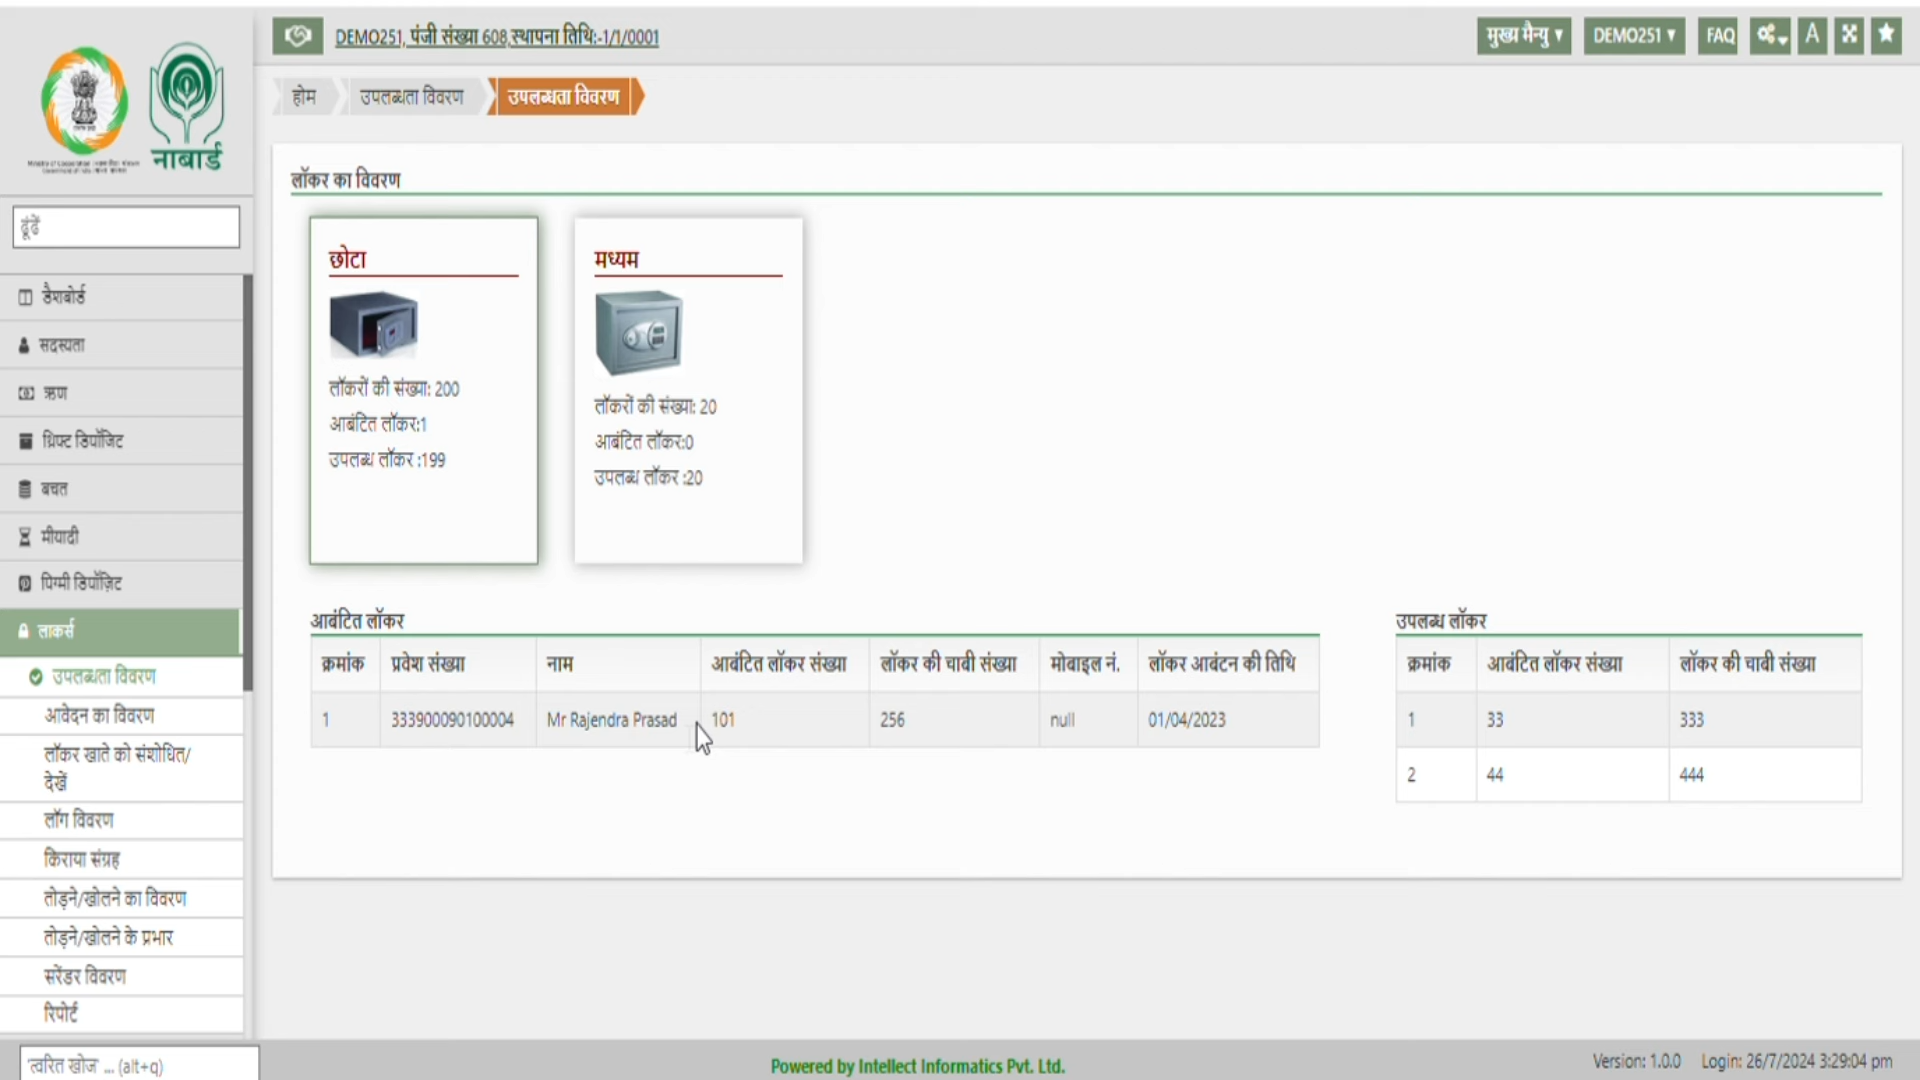 DEMO251, पंजी संख्या 608,स्थापना तिथि:-1/1/0001
मुख्य मैन्यु ▾
DEMO251 ▾
FAQ
A
होम
उपलब्धता विवरण
उपलब्धता विवरण
नाबार्ड
ढूंढें
डैशबोर्ड
सदस्यता
ऋण
थ्रिफ्ट डिपॉजिट
बचत
मीयादी
पिग्मी डिपॉज़िट
लाकर्स
उपलब्धता विवरण
आवेदन का विवरण
लॉकर खाते को संशोधित/
देखें
लॉग विवरण
किराया संग्रह
तोड़ने/खोलने का विवरण
तोड़ने/खोलने के प्रभार
सरेंडर विवरण
रिपोर्ट
लॉकर का विवरण
छोटा
लॉकरों की संख्या: 200
आबंटित लॉकर:1
उपलब्ध लॉकर :199
मध्यम
लॉकरों की संख्या: 20
आबंटित लॉकर:0
उपलब्ध लॉकर :20
आबंटित लॉकर
क्रमांक प्रवेश संख्या नाम आबंटित लॉकर संख्या लॉकर की चाबी संख्या मोबाइल नं. लॉकर आबंटन की तिथि
1 333900090100004 Mr Rajendra Prasad 101 256 null 01/04/2023
उपलब्ध लॉकर
क्रमांक आबंटित लॉकर संख्या लॉकर की चाबी संख्या
1 33 333
2 44 444
'त्वरित खोज' ... (alt+q)
Powered by Intellect Informatics Pvt. Ltd.
Version: 1.0.0 Login: 26/7/2024 3:29:04 pm